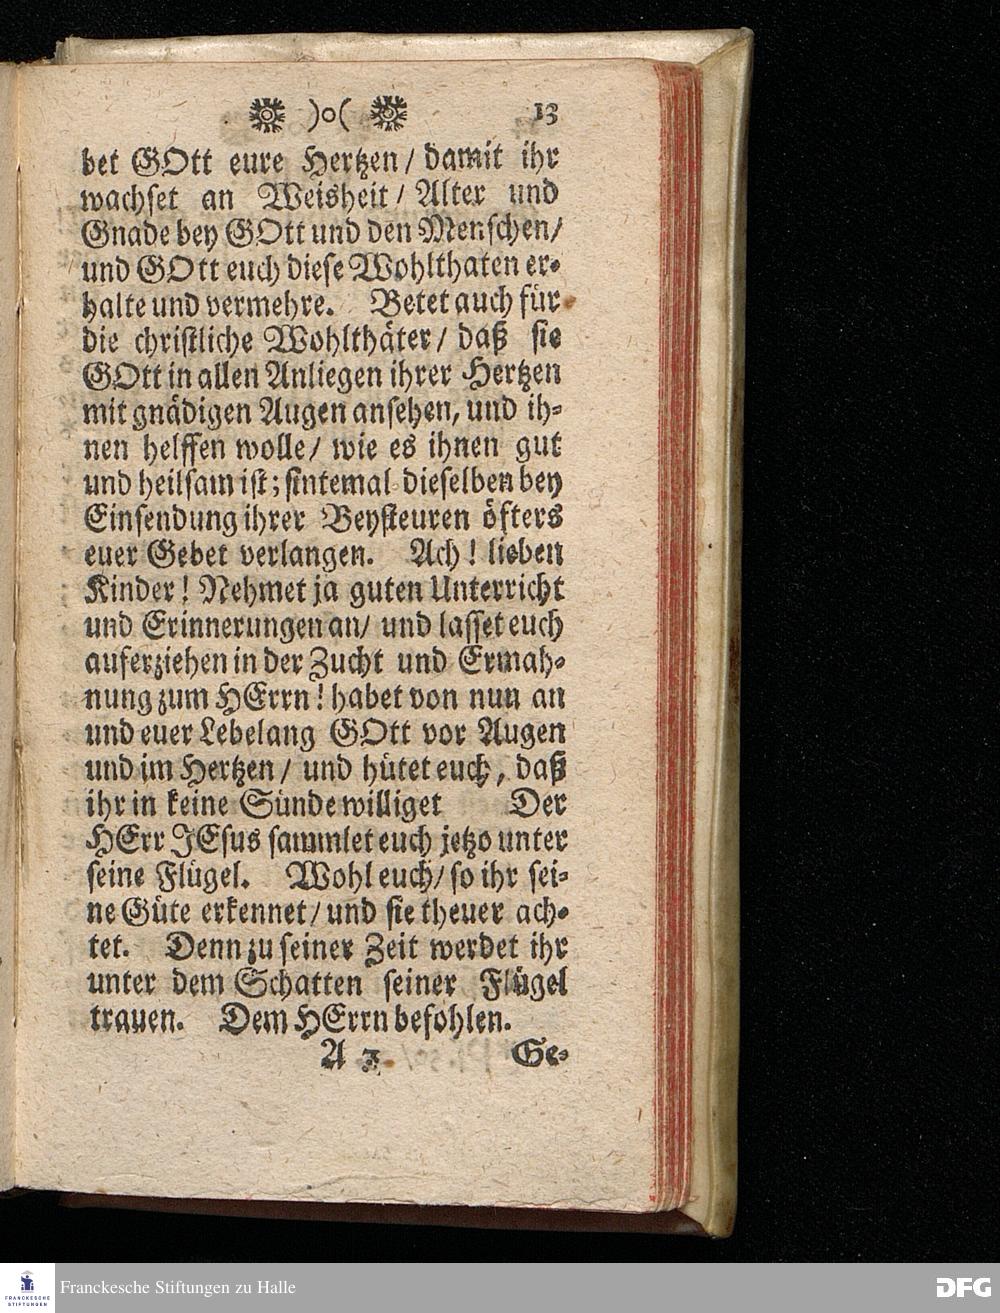 )o( 13
bet GOtt eure Hertzen / damit ihr
wachset an Weisheit / Alter und
Gnade bey GOtt und den Menschen /
und GOtt euch diese Wohlthaten er-
halte und vermehre. Betet auch für
die christliche Wohlthäter / daß sie
GOtt in allen Anliegen ihrer Hertzen
mit gnädigen Augen ansehen, und ih-
nen helffen wolle / wie es ihnen gut
und heilsam ist; sintemal dieselben bey
Einsendung ihrer Beysteuren öfters
euer Gebet verlangen. Ach! lieben
Kinder! Nehmet ja guten Unterricht
und Erinnerungen an / und lasset euch
auferziehen in der Zucht und Ermah-
nung zum HErrn! habet von nun an
und euer Lebelang GOtt vor Augen
und im Hertzen / und hütet euch, daß
ihr in keine Sünde williget Der
HErr JEsus sammlet euch jetzo unter
seine Flügel. Wohl euch / so ihr sei-
ne Güte erkennet / und sie theuer ach-
tet. Denn zu seiner Zeit werdet ihr
unter dem Schatten seiner Flügel
trauen. Dem HErrn befohlen.
A 7 Ge-
FRANCKESCHE STIFTUNGEN
Franckesche Stiftungen zu Halle
DFG